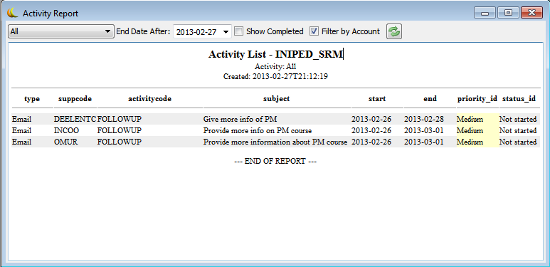 Activity Report
All End Date After: 2013-02-27 Show Completed Filter by Account
Activity List - INIPED_SRM
Activity: All
Created: 2013-02-27T21:12:19
type suppcode activitycode subject start end priority_id status_id
Email DEELENTC FOLLOWUP Give more info of PM 2013-02-26 2013-02-28 Medium Not started
Email INCOO FOLLOWUP Provide more info on PM course 2013-02-26 2013-03-01 Medium Not started
Email OMUR FOLLOWUP Provide more information about PM course 2013-02-26 2013-03-01 Medium Not started
--- END OF REPORT ---